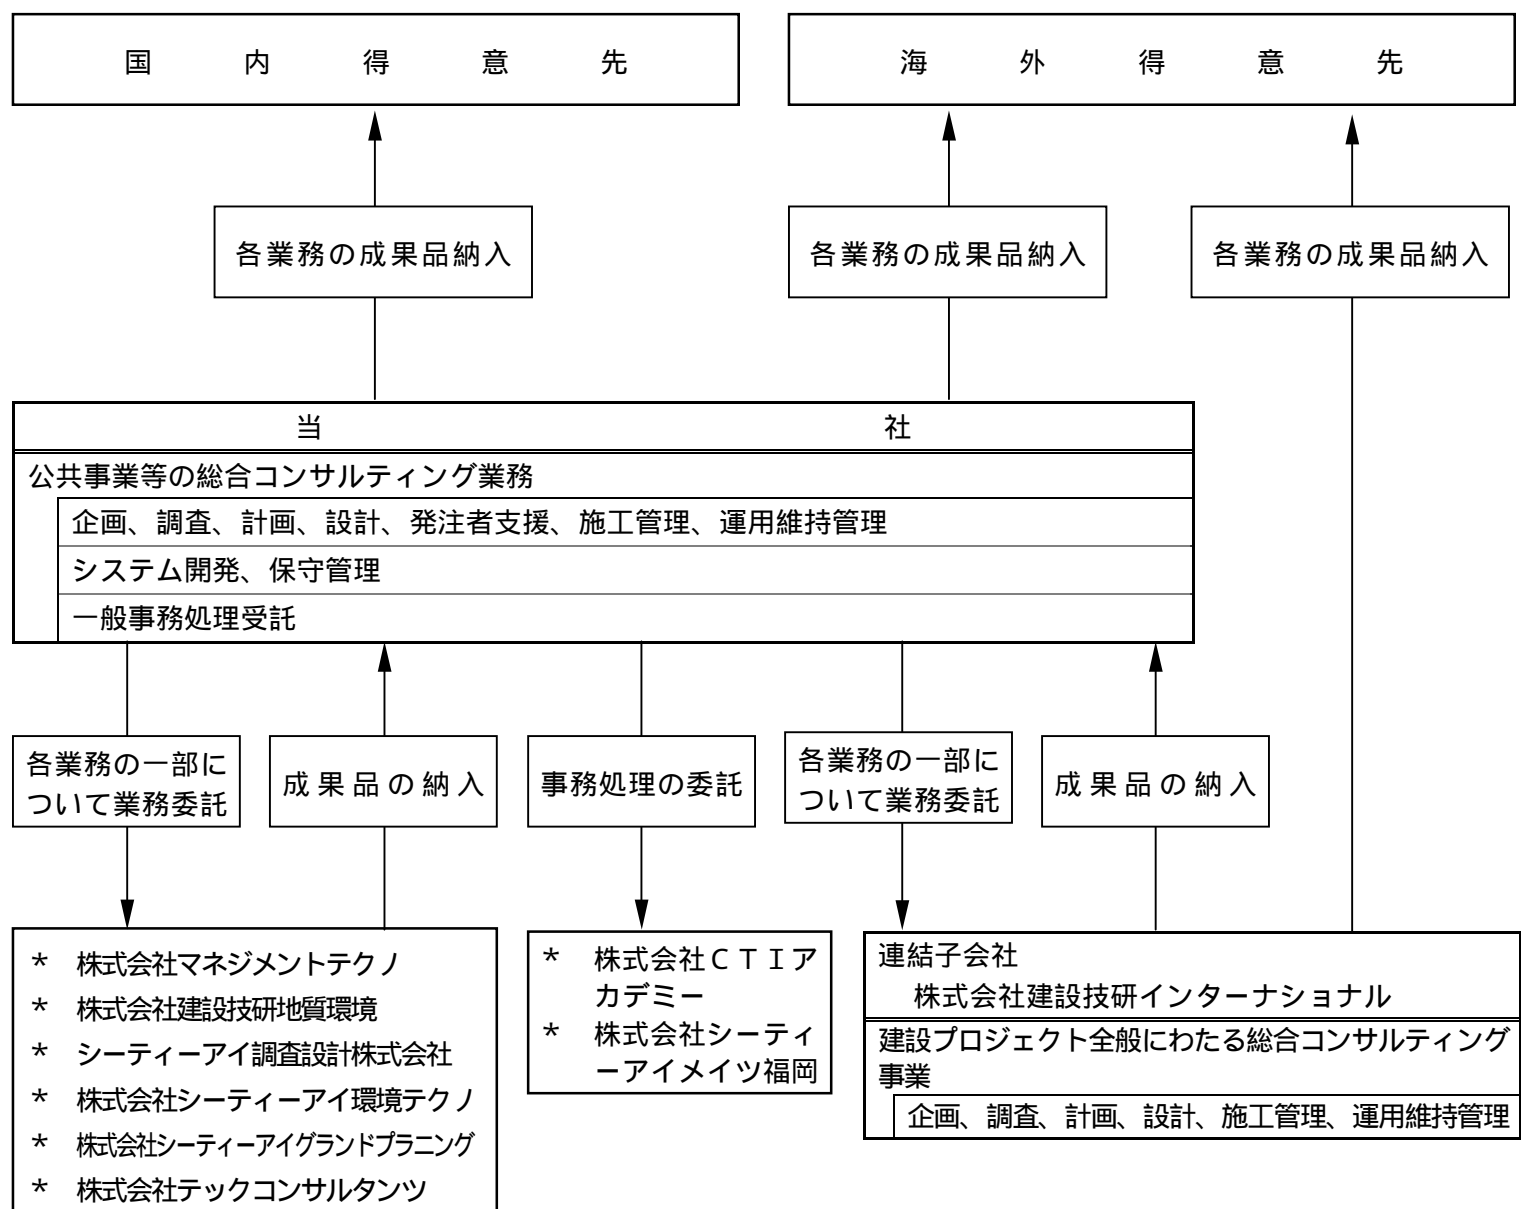 国内得意先
海外得意先
各業務の成果品納入
各業務の成果品納入
各業務の成果品納入
当社
公共事業等の総合コンサルティング業務
企画、調査、計画、設計、発注者支援、施工管理、運用維持管理
システム開発、保守管理
一般事務処理受託
各業務の一部に
ついて業務委託
成果品の納入
事務処理の委託
各業務の一部に
ついて業務委託
成果品の納入
* 株式会社マネジメントテクノ
* 株式会社建設技研地質環境
* シーティーアイ調査設計株式会社
* 株式会社シーティーアイ環境テクノ
* 株式会社シーティーアイグランドプラニング
* 株式会社テックコンサルタンツ
* 株式会社CTIア
カデミー
* 株式会社シーティ
ーアイメイツ福岡
連結子会社
株式会社建設技研インターナショナル
建設プロジェクト全般にわたる総合コンサルティング
事業
企画、調査、計画、設計、施工管理、運用維持管理